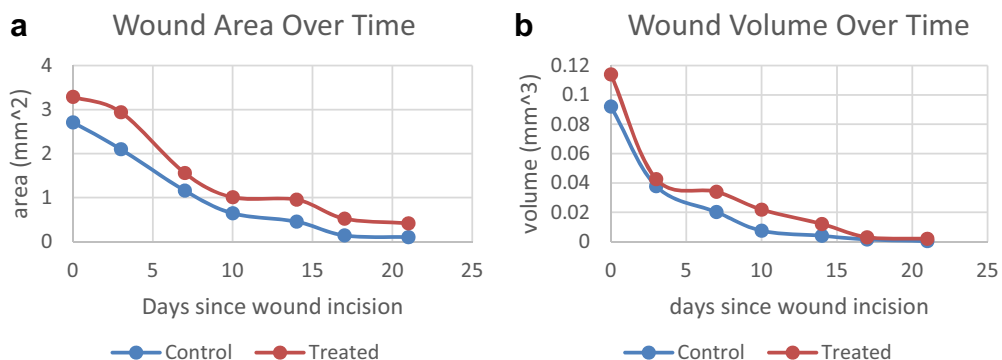 a Wound Area Over Time
4
3
2
1
0
area (mm^2)
0 5 10 15 20 25
Days since wound incision
Control Treated
b Wound Volume Over Time
0.12
0.1
0.08
0.06
0.04
0.02
0
volume (mm^3)
0 5 10 15 20 25
days since wound incision
Control Treated